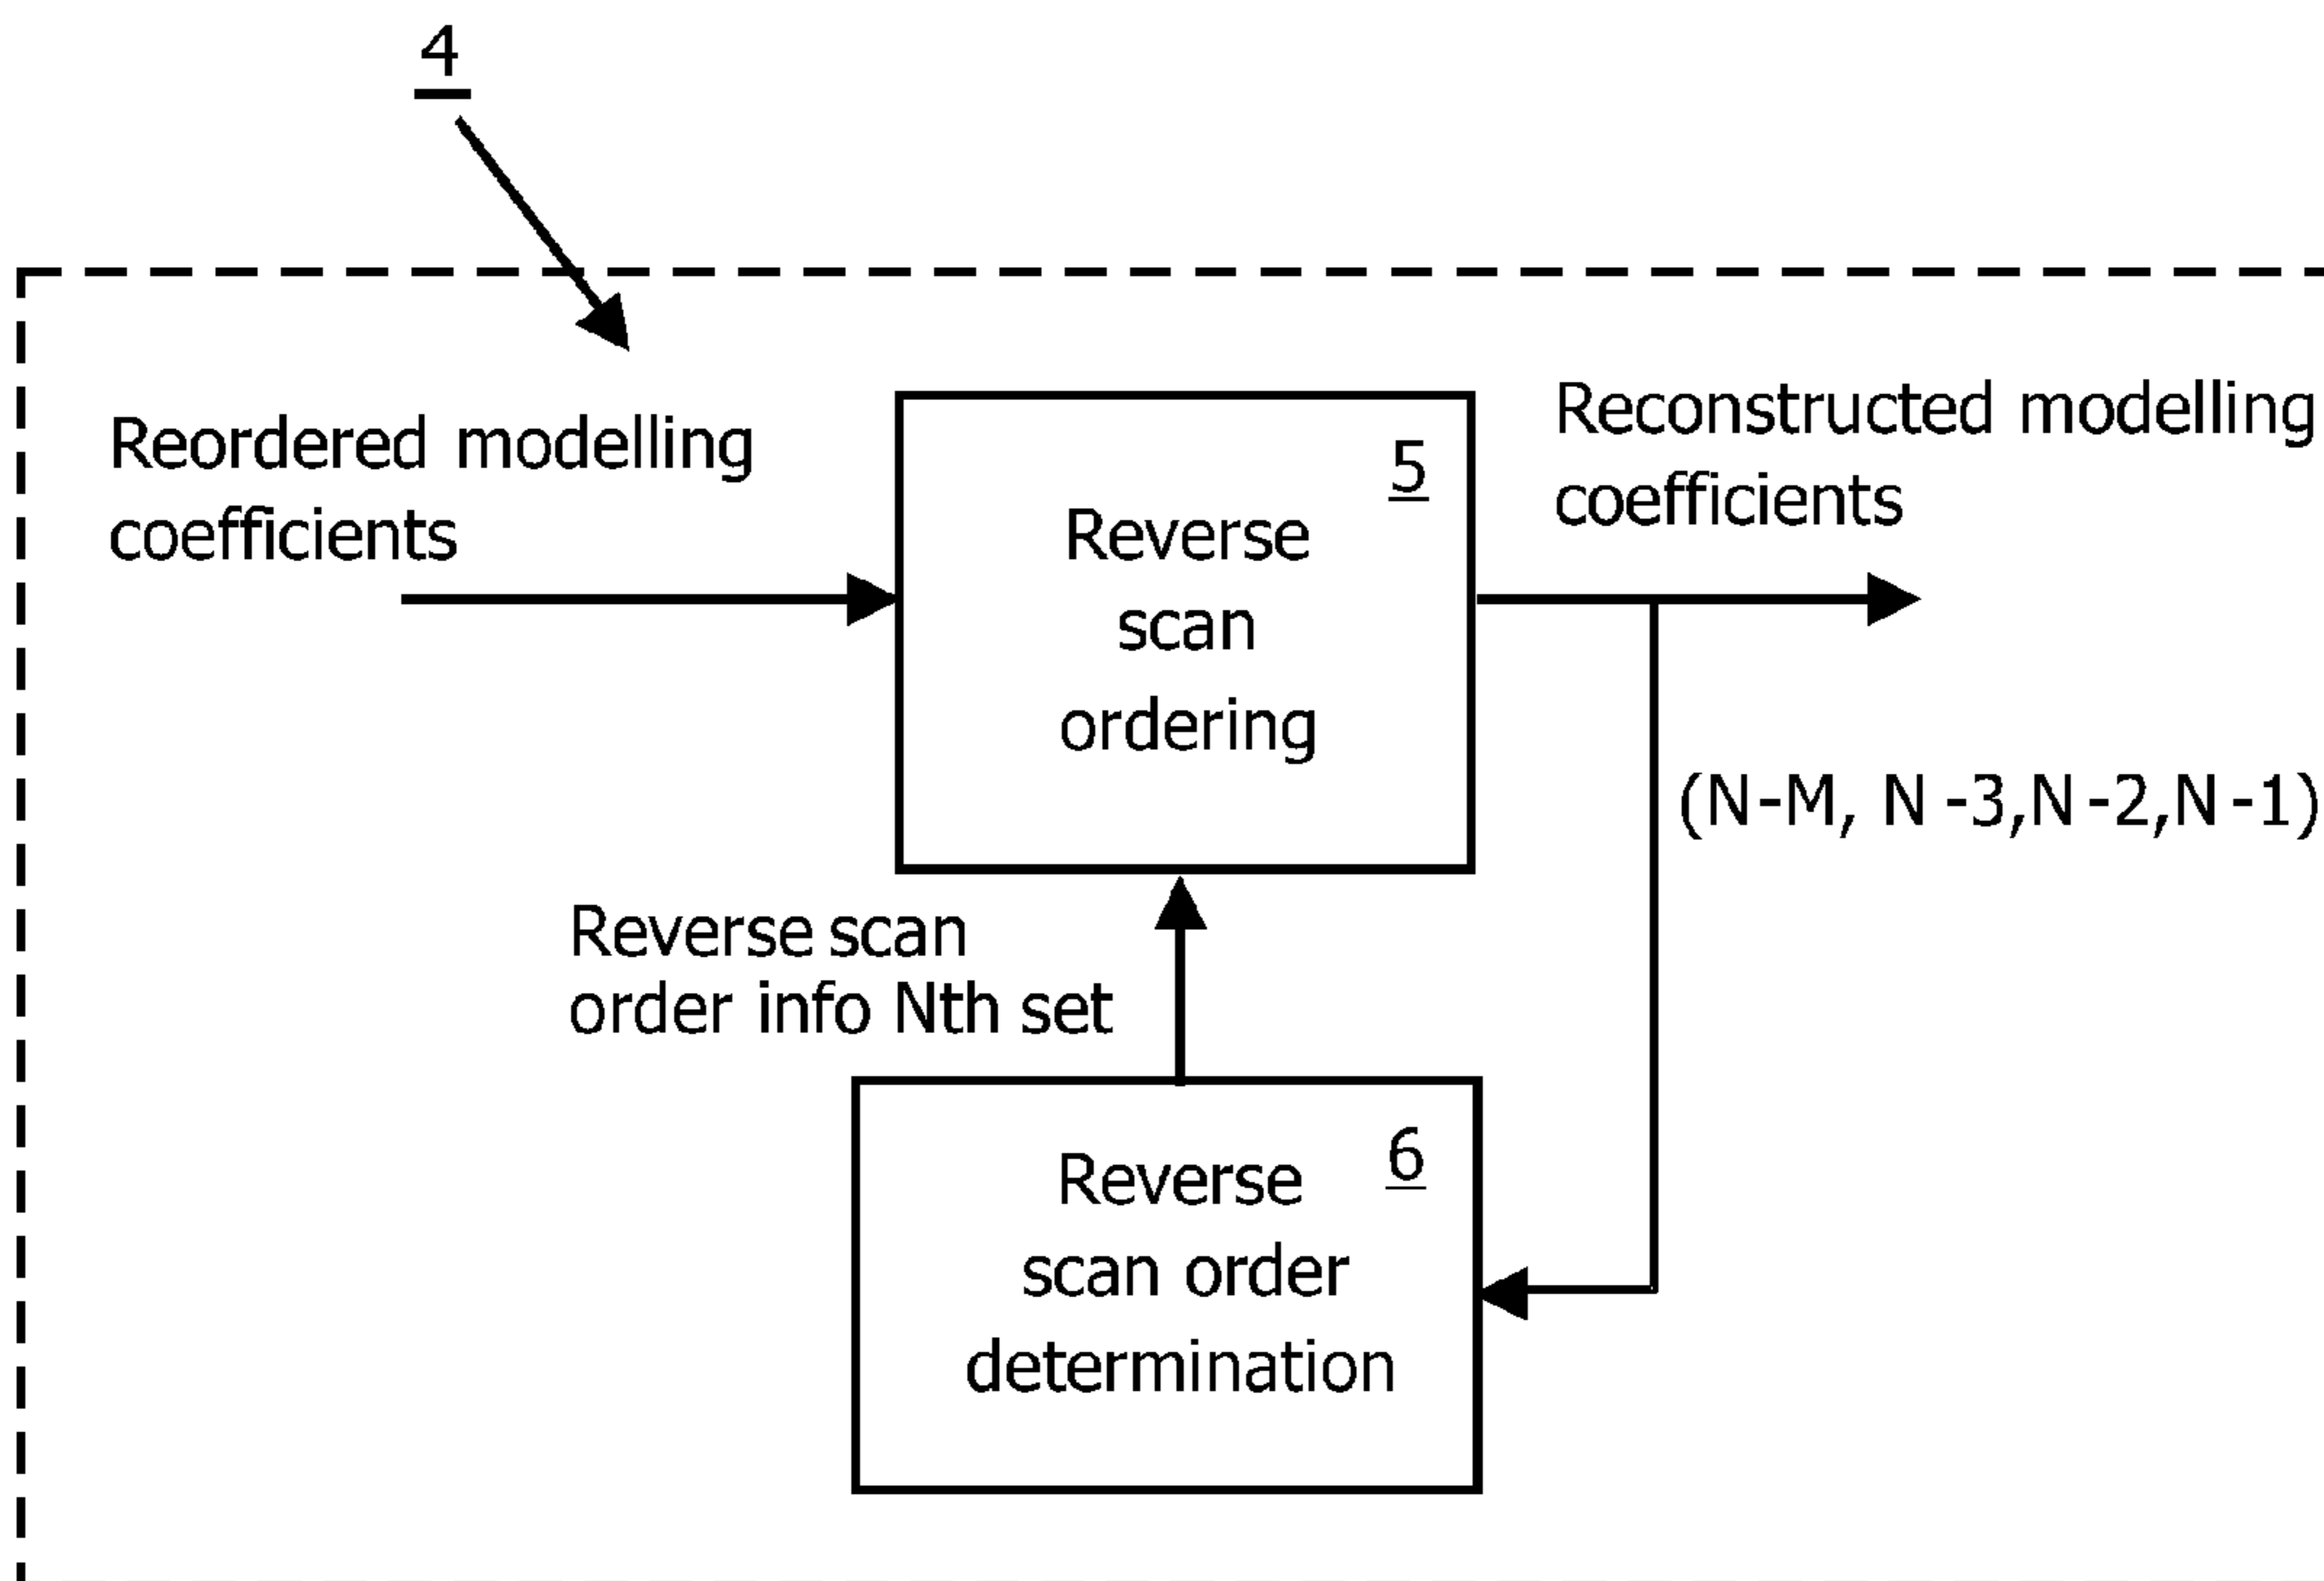 4
Reordered modelling
coefficients
5
Reverse
scan
ordering
Reconstructed modelling
coefficients
(N-M, N -3,N -2,N -1)
Reverse scan
order info Nth set
6
Reverse
scan order
determination